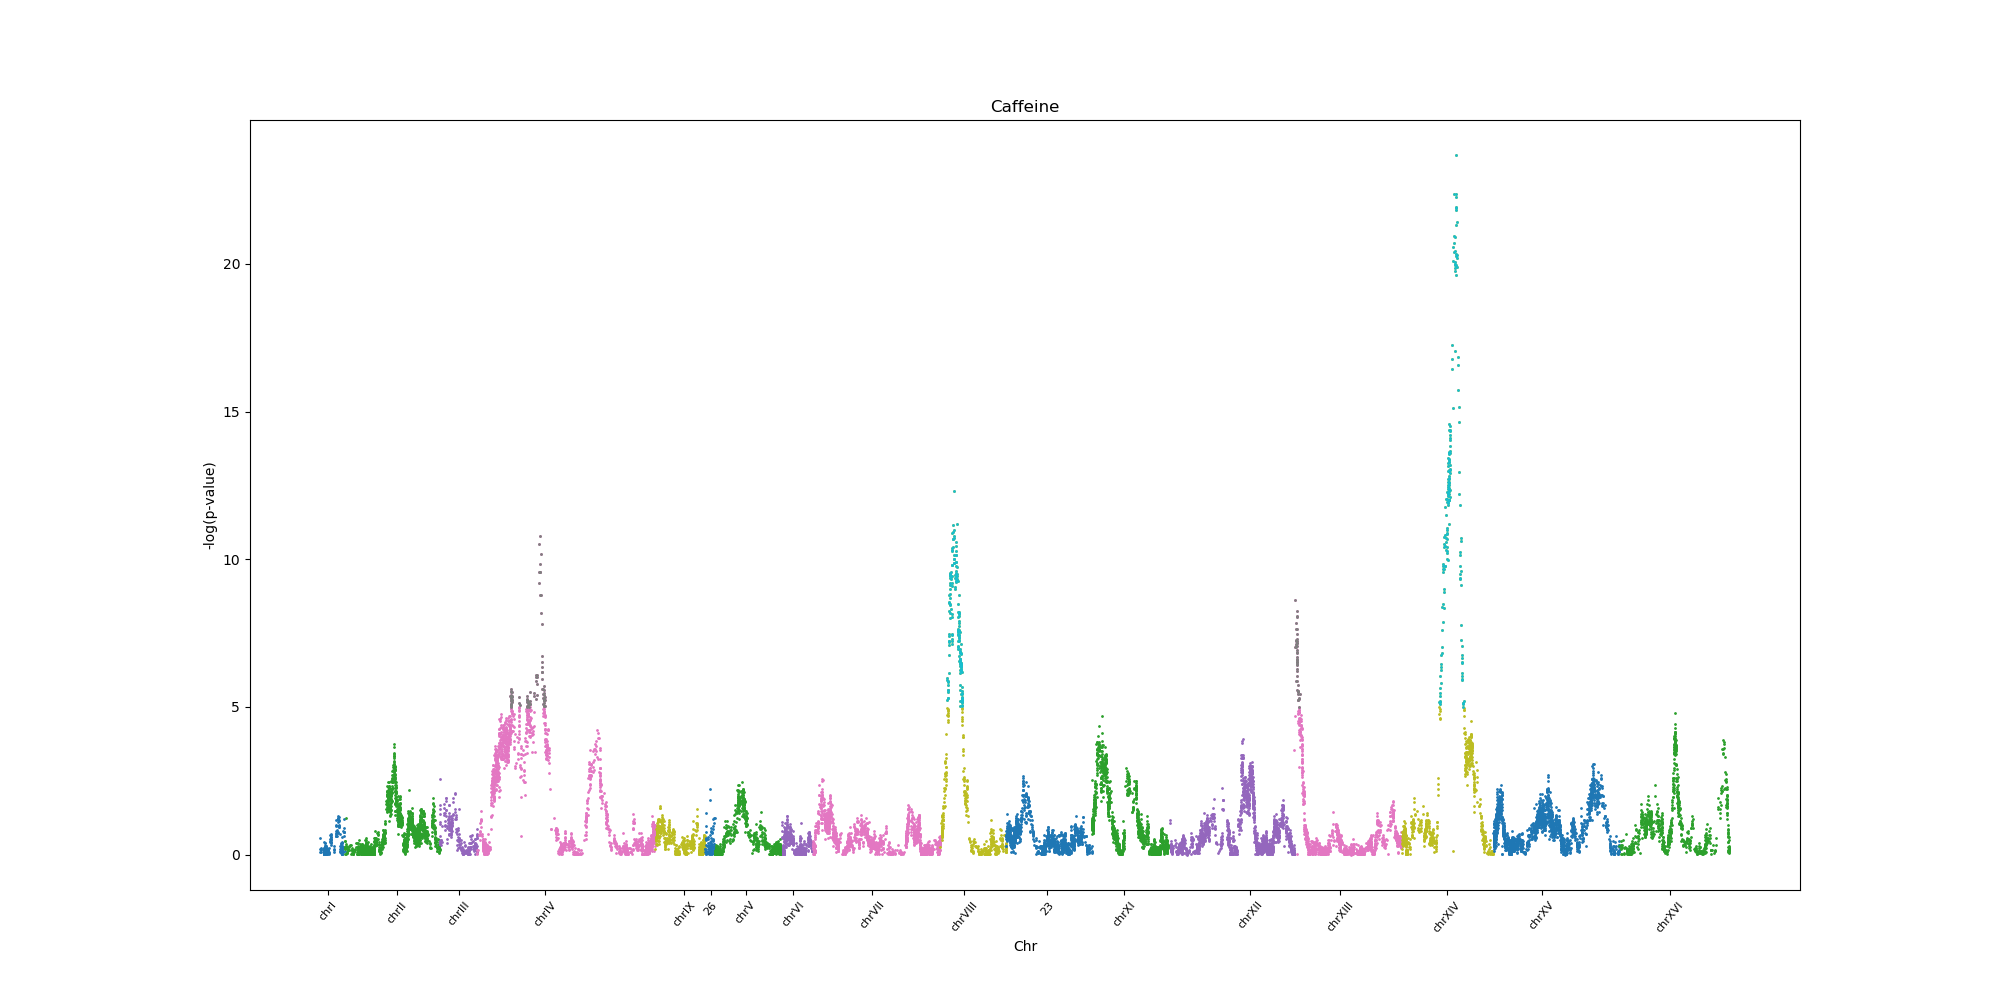 Caffeine
-log(p-value)
20
15
10
5
0
chrI
chrII
chrIII
chrIV
chrIX
26
chrV
chrVI
chrVII
chrVIII
23
chrXI
chrXII
chrXIII
chrXIV
chrXV
chrXVI
Chr